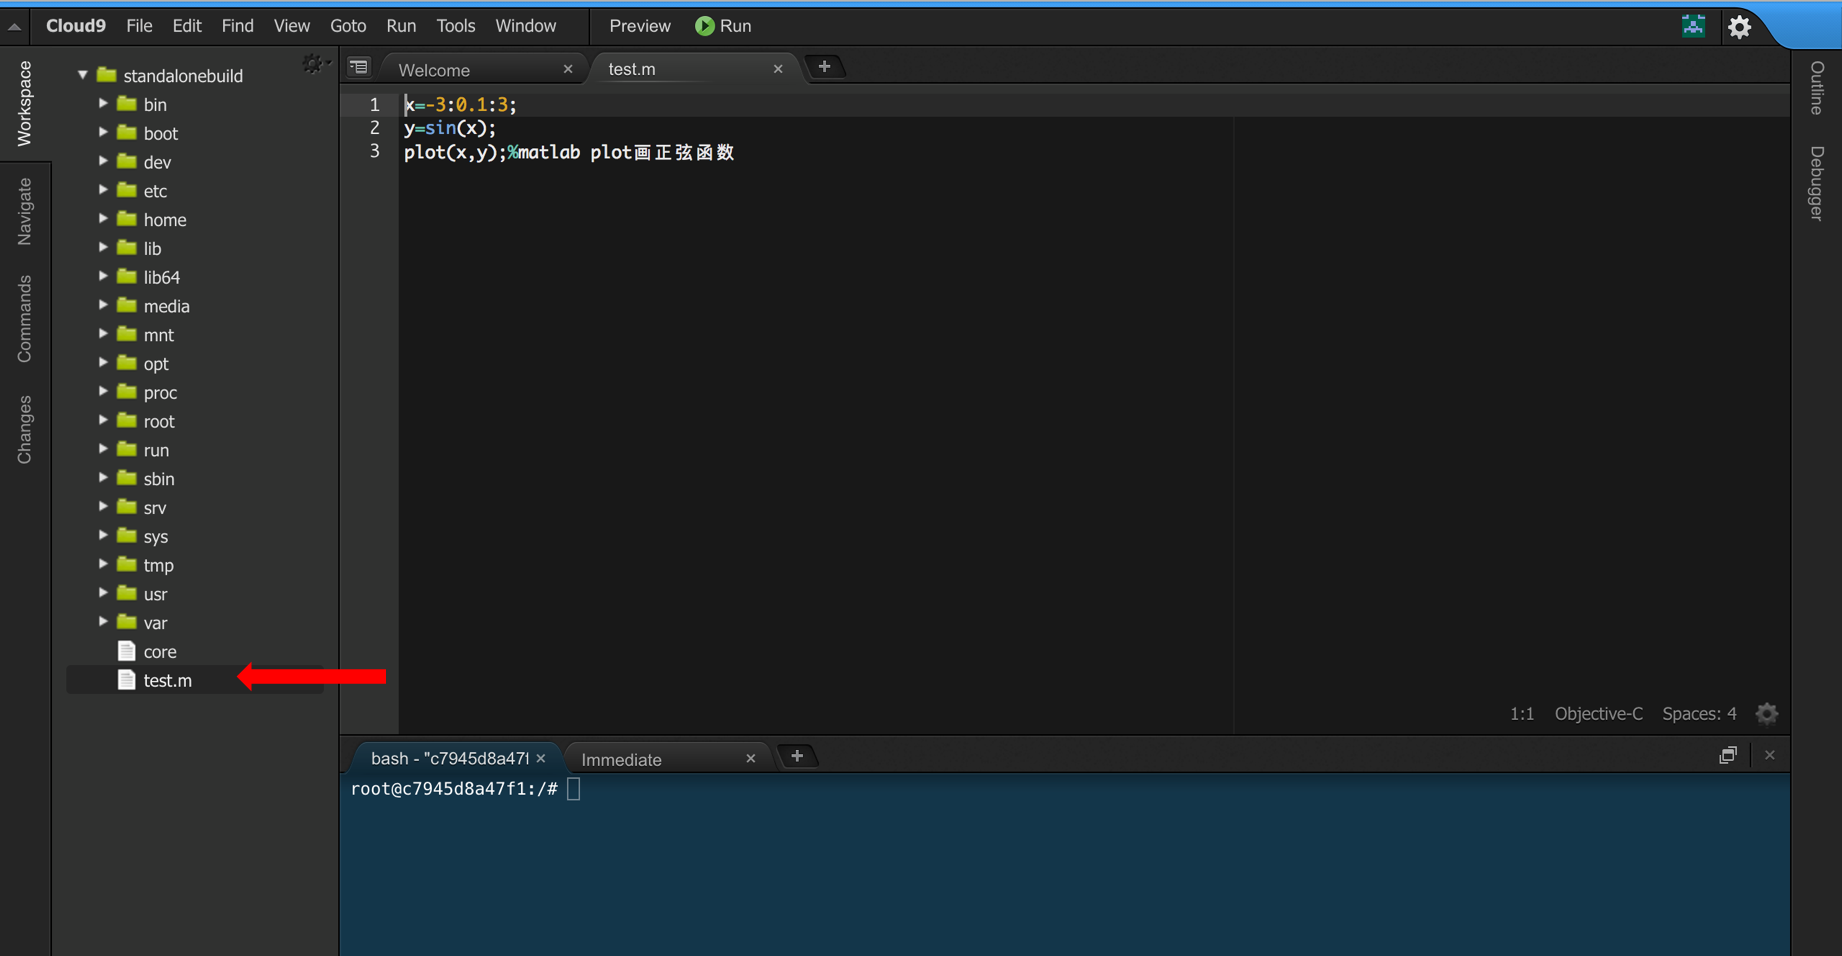 Cloud9 File Edit Find View Goto Run Tools Window Preview Run
Workspace
Navigate
Commands
Changes
standalonebuild
bin
boot
dev
etc
home
lib
lib64
media
mnt
opt
proc
root
run
sbin
srv
sys
tmp
usr
var
core
test.m
Welcome test.m
1 x=-3:0.1:3;
2 y=sin(x);
3 plot(x,y);%matlab plot画正弦函数
1:1 Objective-C Spaces: 4
bash - "c7945d8a47f Immediate
root@c7945d8a47f1:/#
Outline
Debugger